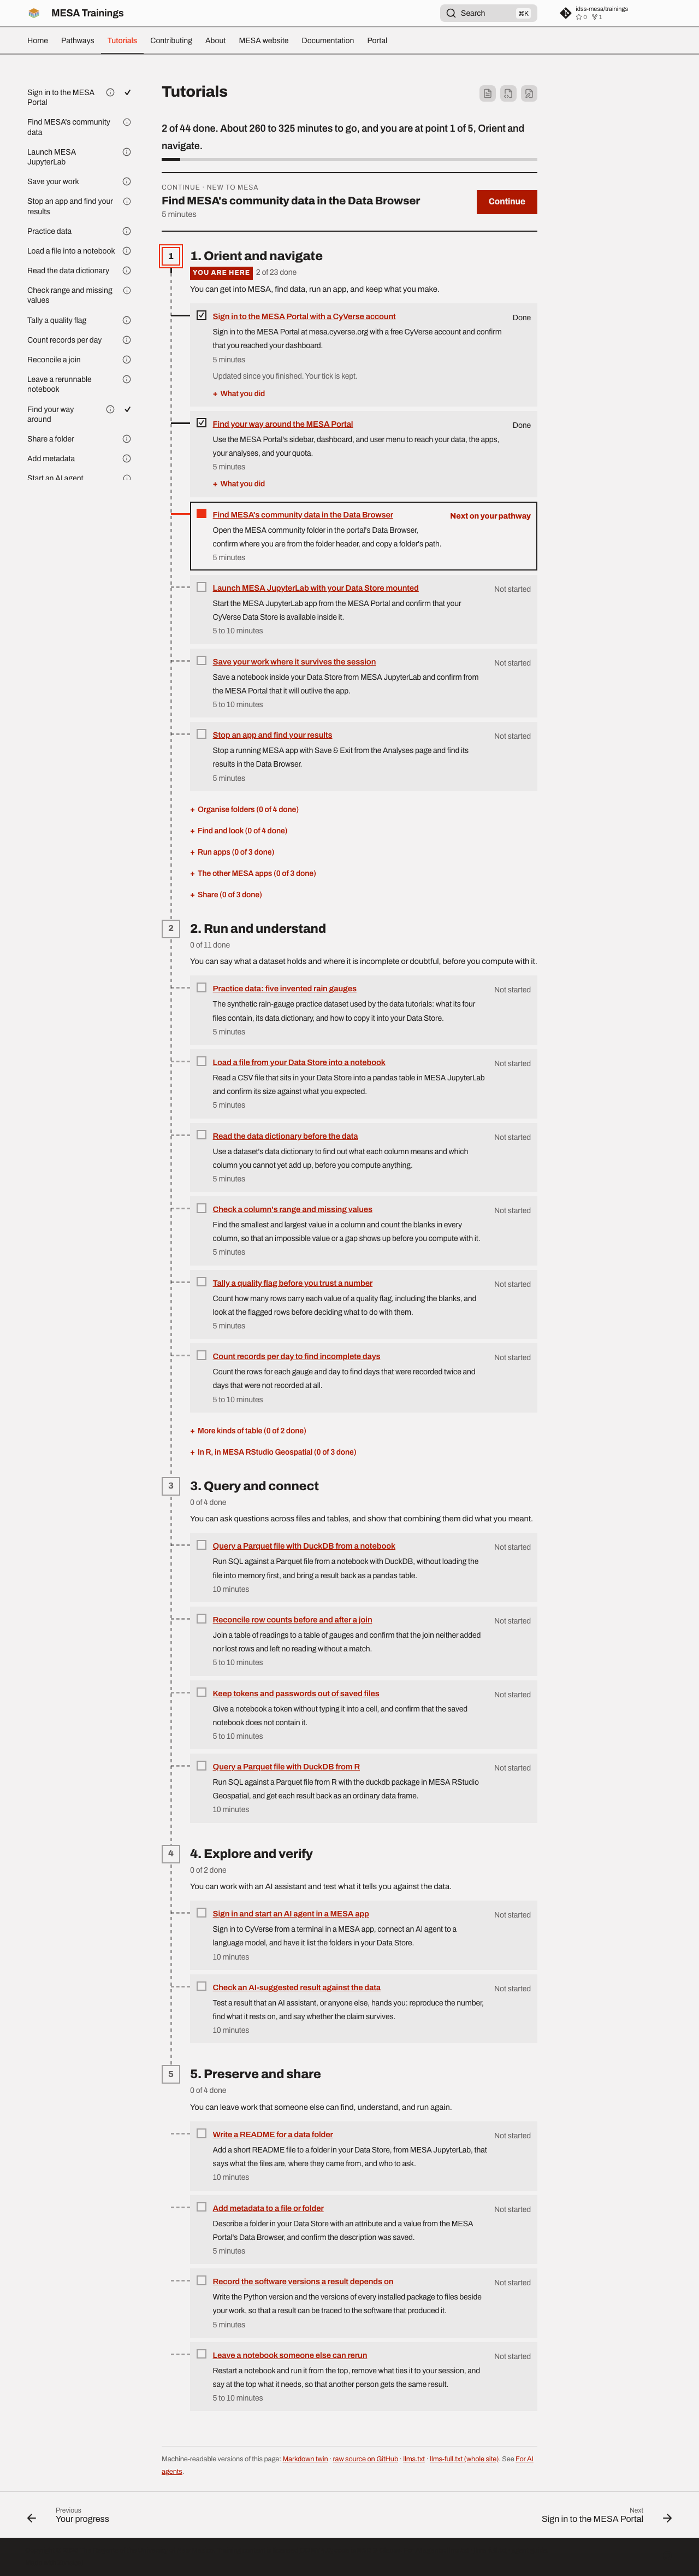 MESA Trainings
Search
⌘K
idss-mesa/trainings
0 1
Home Pathways Tutorials Contributing About MESA website Documentation Portal
Sign in to the MESA
Portal
Find MESA's community
data
Launch MESA
JupyterLab
Save your work
Stop an app and find your
results
Practice data
Load a file into a notebook
Read the data dictionary
Check range and missing
values
Tally a quality flag
Count records per day
Reconcile a join
Leave a rerunnable
notebook
Find your way
around
Share a folder
Add metadata
Start an AI agent
Tutorials
2 of 44 done. About 260 to 325 minutes to go, and you are at point 1 of 5, Orient and
navigate.
CONTINUE · NEW TO MESA
Find MESA's community data in the Data Browser
5 minutes
Continue
1
1. Orient and navigate
YOU ARE HERE 2 of 23 done
You can get into MESA, find data, run an app, and keep what you make.
Sign in to the MESA Portal with a CyVerse account
Done
Sign in to the MESA Portal at mesa.cyverse.org with a free CyVerse account and confirm
that you reached your dashboard.
5 minutes
Updated since you finished. Your tick is kept.
+ What you did
Find your way around the MESA Portal
Done
Use the MESA Portal's sidebar, dashboard, and user menu to reach your data, the apps,
your analyses, and your quota.
5 minutes
+ What you did
Find MESA's community data in the Data Browser
Next on your pathway
Open the MESA community folder in the portal's Data Browser,
confirm where you are from the folder header, and copy a folder's path.
5 minutes
Launch MESA JupyterLab with your Data Store mounted
Not started
Start the MESA JupyterLab app from the MESA Portal and confirm that your
CyVerse Data Store is available inside it.
5 to 10 minutes
Save your work where it survives the session
Not started
Save a notebook inside your Data Store from MESA JupyterLab and confirm from
the MESA Portal that it will outlive the app.
5 to 10 minutes
Stop an app and find your results
Not started
Stop a running MESA app with Save & Exit from the Analyses page and find its
results in the Data Browser.
5 minutes
+ Organise folders (0 of 4 done)
+ Find and look (0 of 4 done)
+ Run apps (0 of 3 done)
+ The other MESA apps (0 of 3 done)
+ Share (0 of 3 done)
2
2. Run and understand
0 of 11 done
You can say what a dataset holds and where it is incomplete or doubtful, before you compute with it.
Practice data: five invented rain gauges
Not started
The synthetic rain-gauge practice dataset used by the data tutorials: what its four
files contain, its data dictionary, and how to copy it into your Data Store.
5 minutes
Load a file from your Data Store into a notebook
Not started
Read a CSV file that sits in your Data Store into a pandas table in MESA JupyterLab
and confirm its size against what you expected.
5 minutes
Read the data dictionary before the data
Not started
Use a dataset's data dictionary to find out what each column means and which
column you cannot yet add up, before you compute anything.
5 minutes
Check a column's range and missing values
Not started
Find the smallest and largest value in a column and count the blanks in every
column, so that an impossible value or a gap shows up before you compute with it.
5 minutes
Tally a quality flag before you trust a number
Not started
Count how many rows carry each value of a quality flag, including the blanks, and
look at the flagged rows before deciding what to do with them.
5 minutes
Count records per day to find incomplete days
Not started
Count the rows for each gauge and day to find days that were recorded twice and
days that were not recorded at all.
5 to 10 minutes
+ More kinds of table (0 of 2 done)
+ In R, in MESA RStudio Geospatial (0 of 3 done)
3
3. Query and connect
0 of 4 done
You can ask questions across files and tables, and show that combining them did what you meant.
Query a Parquet file with DuckDB from a notebook
Not started
Run SQL against a Parquet file from a notebook with DuckDB, without loading the
file into memory first, and bring a result back as a pandas table.
10 minutes
Reconcile row counts before and after a join
Not started
Join a table of readings to a table of gauges and confirm that the join neither added
nor lost rows and left no reading without a match.
5 to 10 minutes
Keep tokens and passwords out of saved files
Not started
Give a notebook a token without typing it into a cell, and confirm that the saved
notebook does not contain it.
5 to 10 minutes
Query a Parquet file with DuckDB from R
Not started
Run SQL against a Parquet file from R with the duckdb package in MESA RStudio
Geospatial, and get each result back as an ordinary data frame.
10 minutes
4
4. Explore and verify
0 of 2 done
You can work with an AI assistant and test what it tells you against the data.
Sign in and start an AI agent in a MESA app
Not started
Sign in to CyVerse from a terminal in a MESA app, connect an AI agent to a
language model, and have it list the folders in your Data Store.
10 minutes
Check an AI-suggested result against the data
Not started
Test a result that an AI assistant, or anyone else, hands you: reproduce the number,
find what it rests on, and say whether the claim survives.
10 minutes
5
5. Preserve and share
0 of 4 done
You can leave work that someone else can find, understand, and run again.
Write a README for a data folder
Not started
Add a short README file to a folder in your Data Store, from MESA JupyterLab, that
says what the files are, where they came from, and who to ask.
10 minutes
Add metadata to a file or folder
Not started
Describe a folder in your Data Store with an attribute and a value from the MESA
Portal's Data Browser, and confirm the description was saved.
5 minutes
Record the software versions a result depends on
Not started
Write the Python version and the versions of every installed package to files beside
your work, so that a result can be traced to the software that produced it.
5 minutes
Leave a notebook someone else can rerun
Not started
Restart a notebook and run it from the top, remove what ties it to your session, and
say at the top what it needs, so that another person gets the same result.
5 to 10 minutes
Machine-readable versions of this page: Markdown twin · raw source on GitHub · llms.txt · llms-full.txt (whole site). See For AI
agents.
Previous
Your progress
Next
Sign in to the MESA Portal